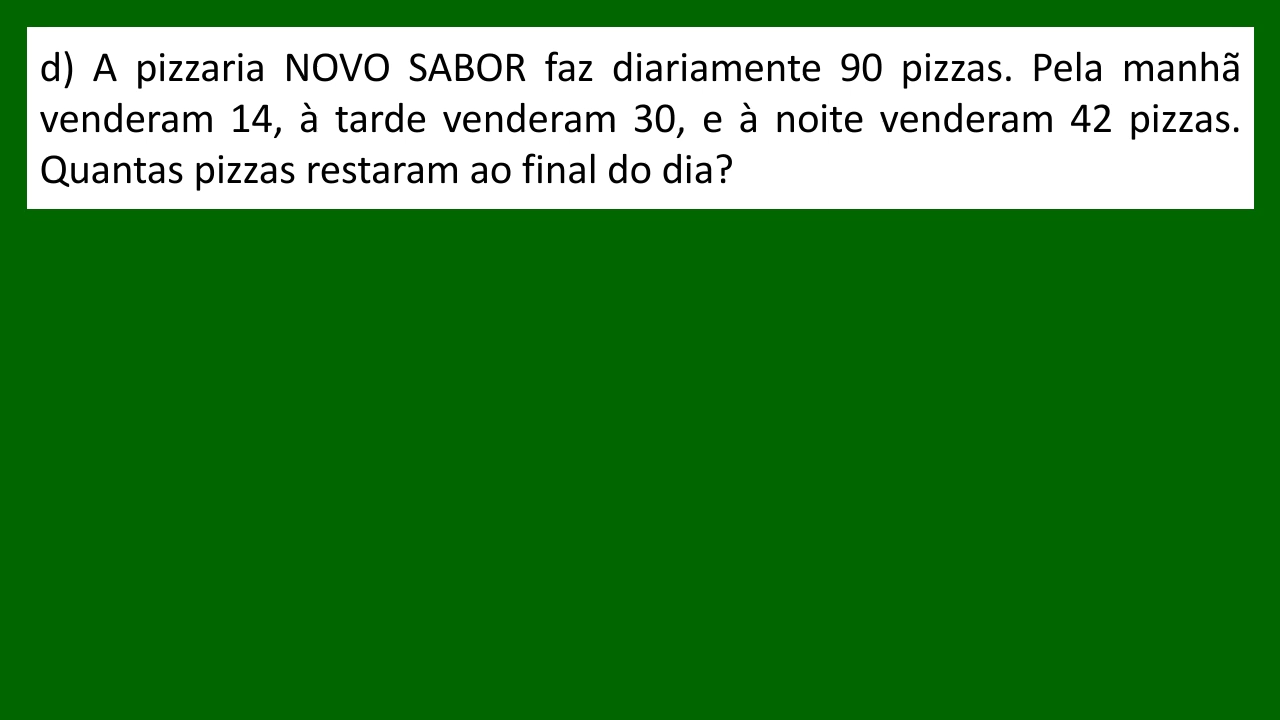 d) A pizzaria NOVO SABOR faz diariamente 90 pizzas. Pela manhã
venderam 14, à tarde venderam 30, e à noite venderam 42 pizzas.
Quantas pizzas restaram ao final do dia?